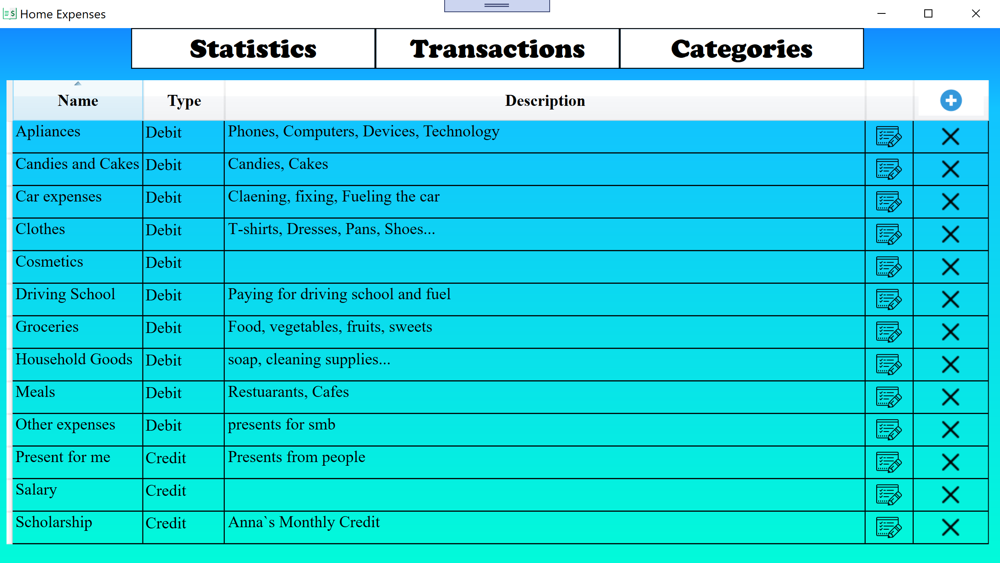 Home Expenses
Statistics Transactions Categories
Name Type Description
Apliances Debit Phones, Computers, Devices, Technology
Candies and Cakes Debit Candies, Cakes
Car expenses Debit Claening, fixing, Fueling the car
Clothes Debit T-shirts, Dresses, Pans, Shoes...
Cosmetics Debit
Driving School Debit Paying for driving school and fuel
Groceries Debit Food, vegetables, fruits, sweets
Household Goods Debit soap, cleaning supplies...
Meals Debit Restuarants, Cafes
Other expenses Debit presents for smb
Present for me Credit Presents from people
Salary Credit
Scholarship Credit Anna`s Monthly Credit